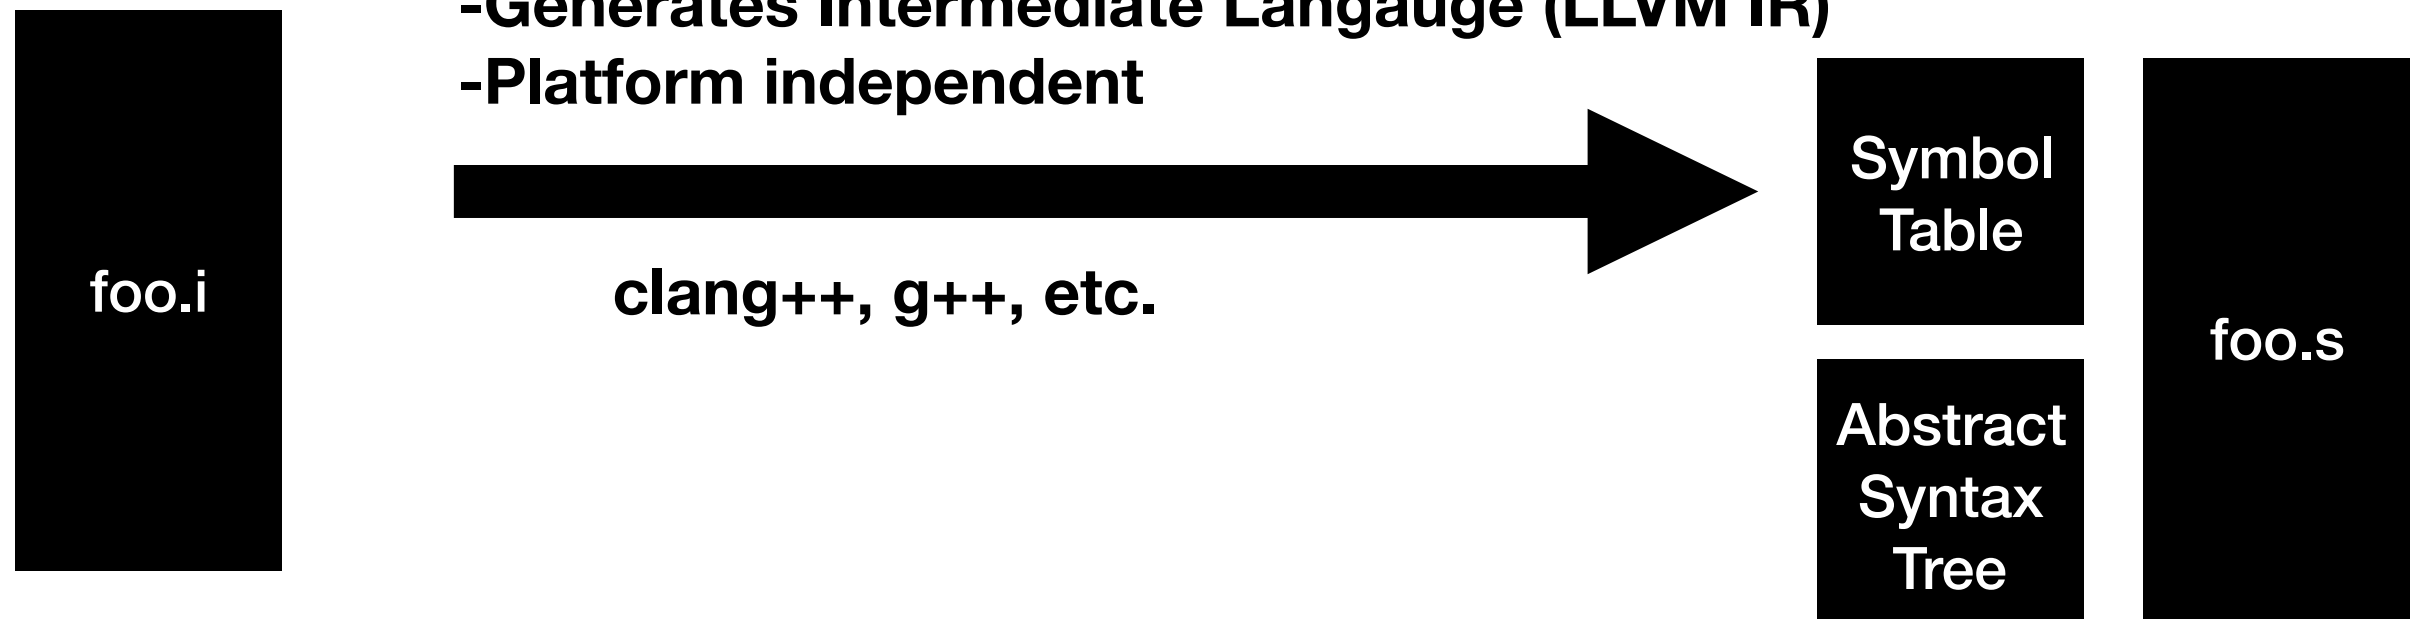 -Generates Intermediate Langauge (LLVM IR)
-Platform independent
foo.i
clang++, g++, etc.
Symbol
Table
Abstract
Syntax
Tree
foo.s